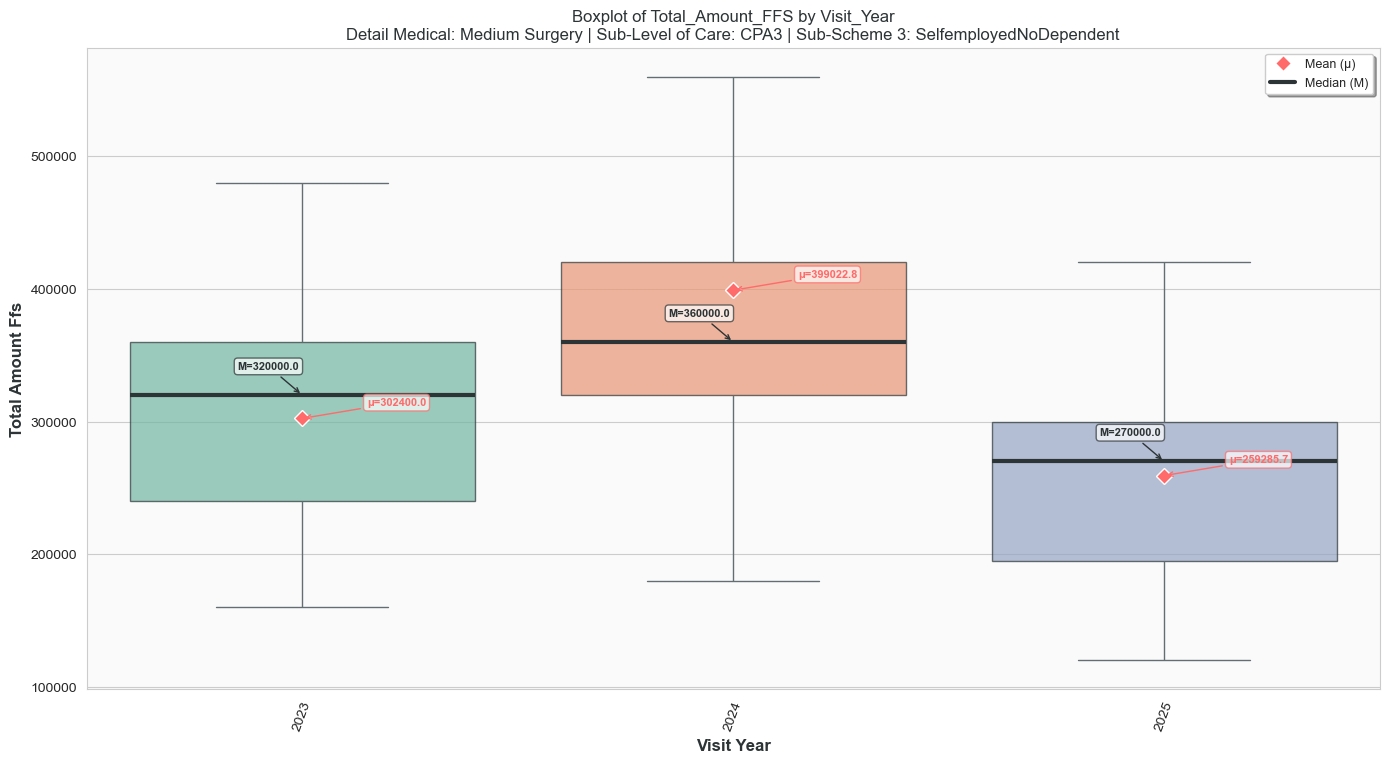 Boxplot of Total_Amount_FFS by Visit_Year
Detail Medical: Medium Surgery | Sub-Level of Care: CPA3 | Sub-Scheme 3: SelfemployedNoDependent
Mean (μ)
Median (M)
Total Amount Ffs
500000
400000
300000
200000
100000
M=320000.0
μ=302400.0
μ=399022.8
M=360000.0
M=270000.0
μ=259285.7
2023
2024
2025
Visit Year